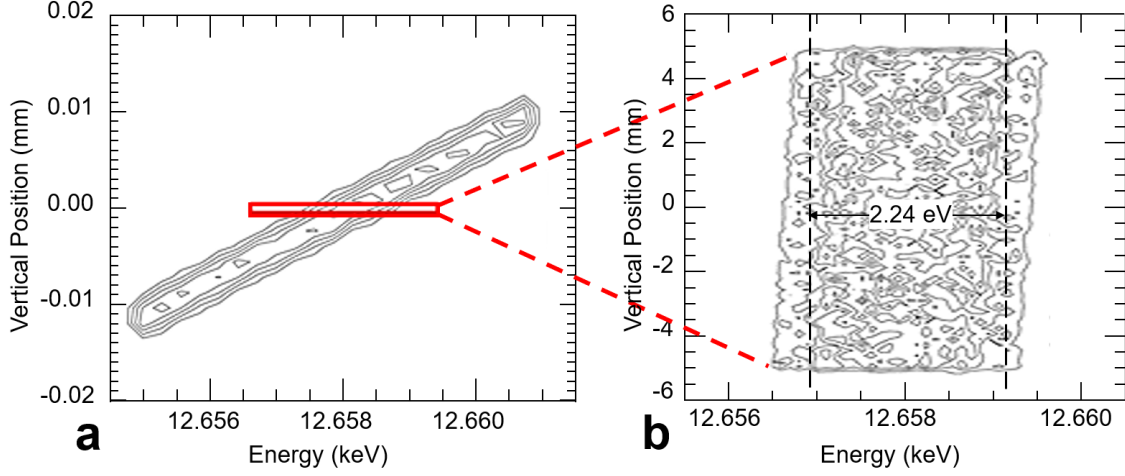 0.02
0.01
0.00
-0.01
-0.02
Vertical Position (mm)
12.656
12.658
12.660
Energy (keV)
a
6
4
2
0
-2
-4
-6
Vertical Position (mm)
2.24 eV
12.656
12.658
12.660
Energy (keV)
b